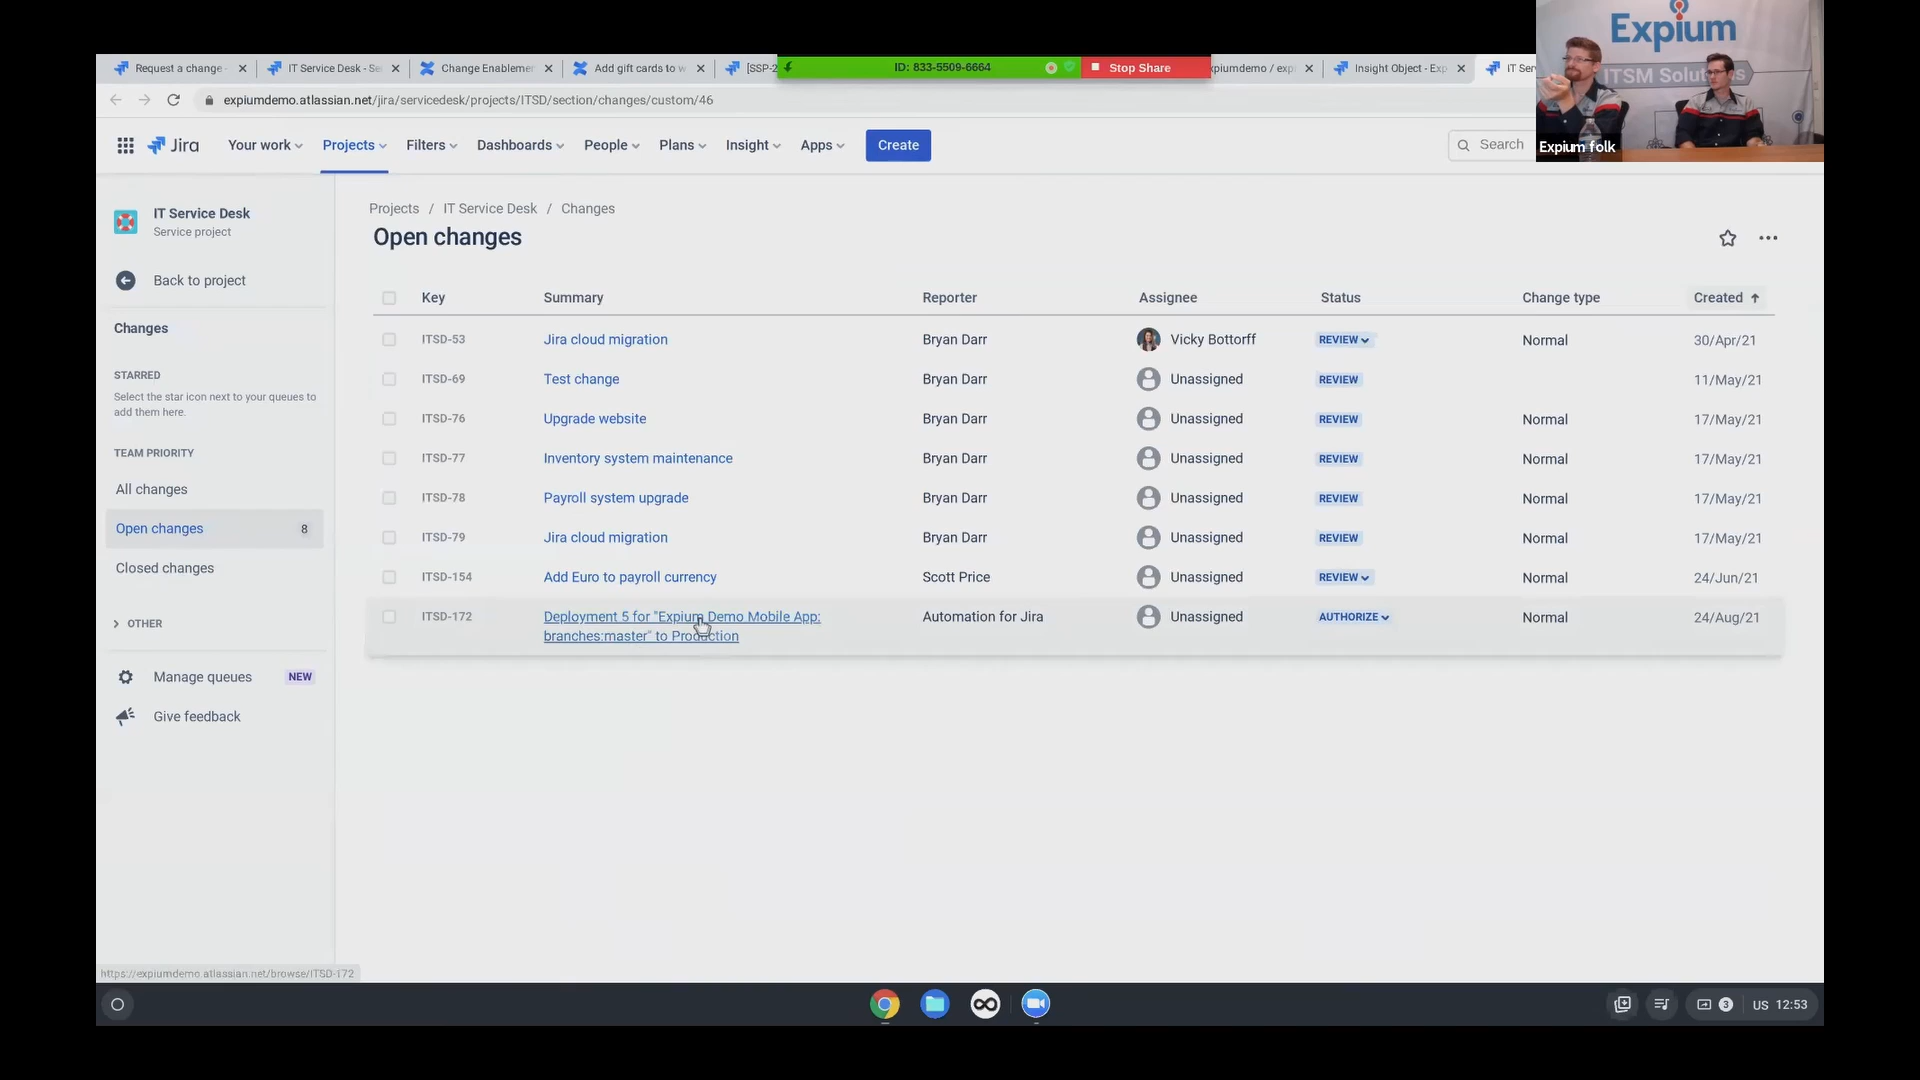 Expium
ITSM Solutions
Expium folk
Request a change -
IT Service Desk - Se
Change Enablemen
Add gift cards to w
[SSP-2
ID: 833-5509-6664
Stop Share
xpiumdemo / exp
Insight Object - Exp
IT Serv
expiumdemo.atlassian.net/jira/servicedesk/projects/ITSD/section/changes/custom/46
Jira
Your work
Projects
Filters
Dashboards
People
Plans
Insight
Apps
Create
Search
IT Service Desk
Service project
Back to project
Changes
STARRED
Select the star icon next to your queues to
add them here.
TEAM PRIORITY
All changes
Open changes 8
Closed changes
OTHER
Manage queues NEW
Give feedback
Projects / IT Service Desk / Changes
Open changes
Key Summary Reporter Assignee Status Change type Created
ITSD-53 Jira cloud migration Bryan Darr Vicky Bottorff REVIEW Normal 30/Apr/21
ITSD-69 Test change Bryan Darr Unassigned REVIEW 11/May/21
ITSD-76 Upgrade website Bryan Darr Unassigned REVIEW Normal 17/May/21
ITSD-77 Inventory system maintenance Bryan Darr Unassigned REVIEW Normal 17/May/21
ITSD-78 Payroll system upgrade Bryan Darr Unassigned REVIEW Normal 17/May/21
ITSD-79 Jira cloud migration Bryan Darr Unassigned REVIEW Normal 17/May/21
ITSD-154 Add Euro to payroll currency Scott Price Unassigned REVIEW Normal 24/Jun/21
ITSD-172 Deployment 5 for "Expium Demo Mobile App: Automation for Jira Unassigned AUTHORIZE Normal 24/Aug/21
branches:master" to Production
https://expiumdemo.atlassian.net/browse/ITSD-172
3 US 12:53